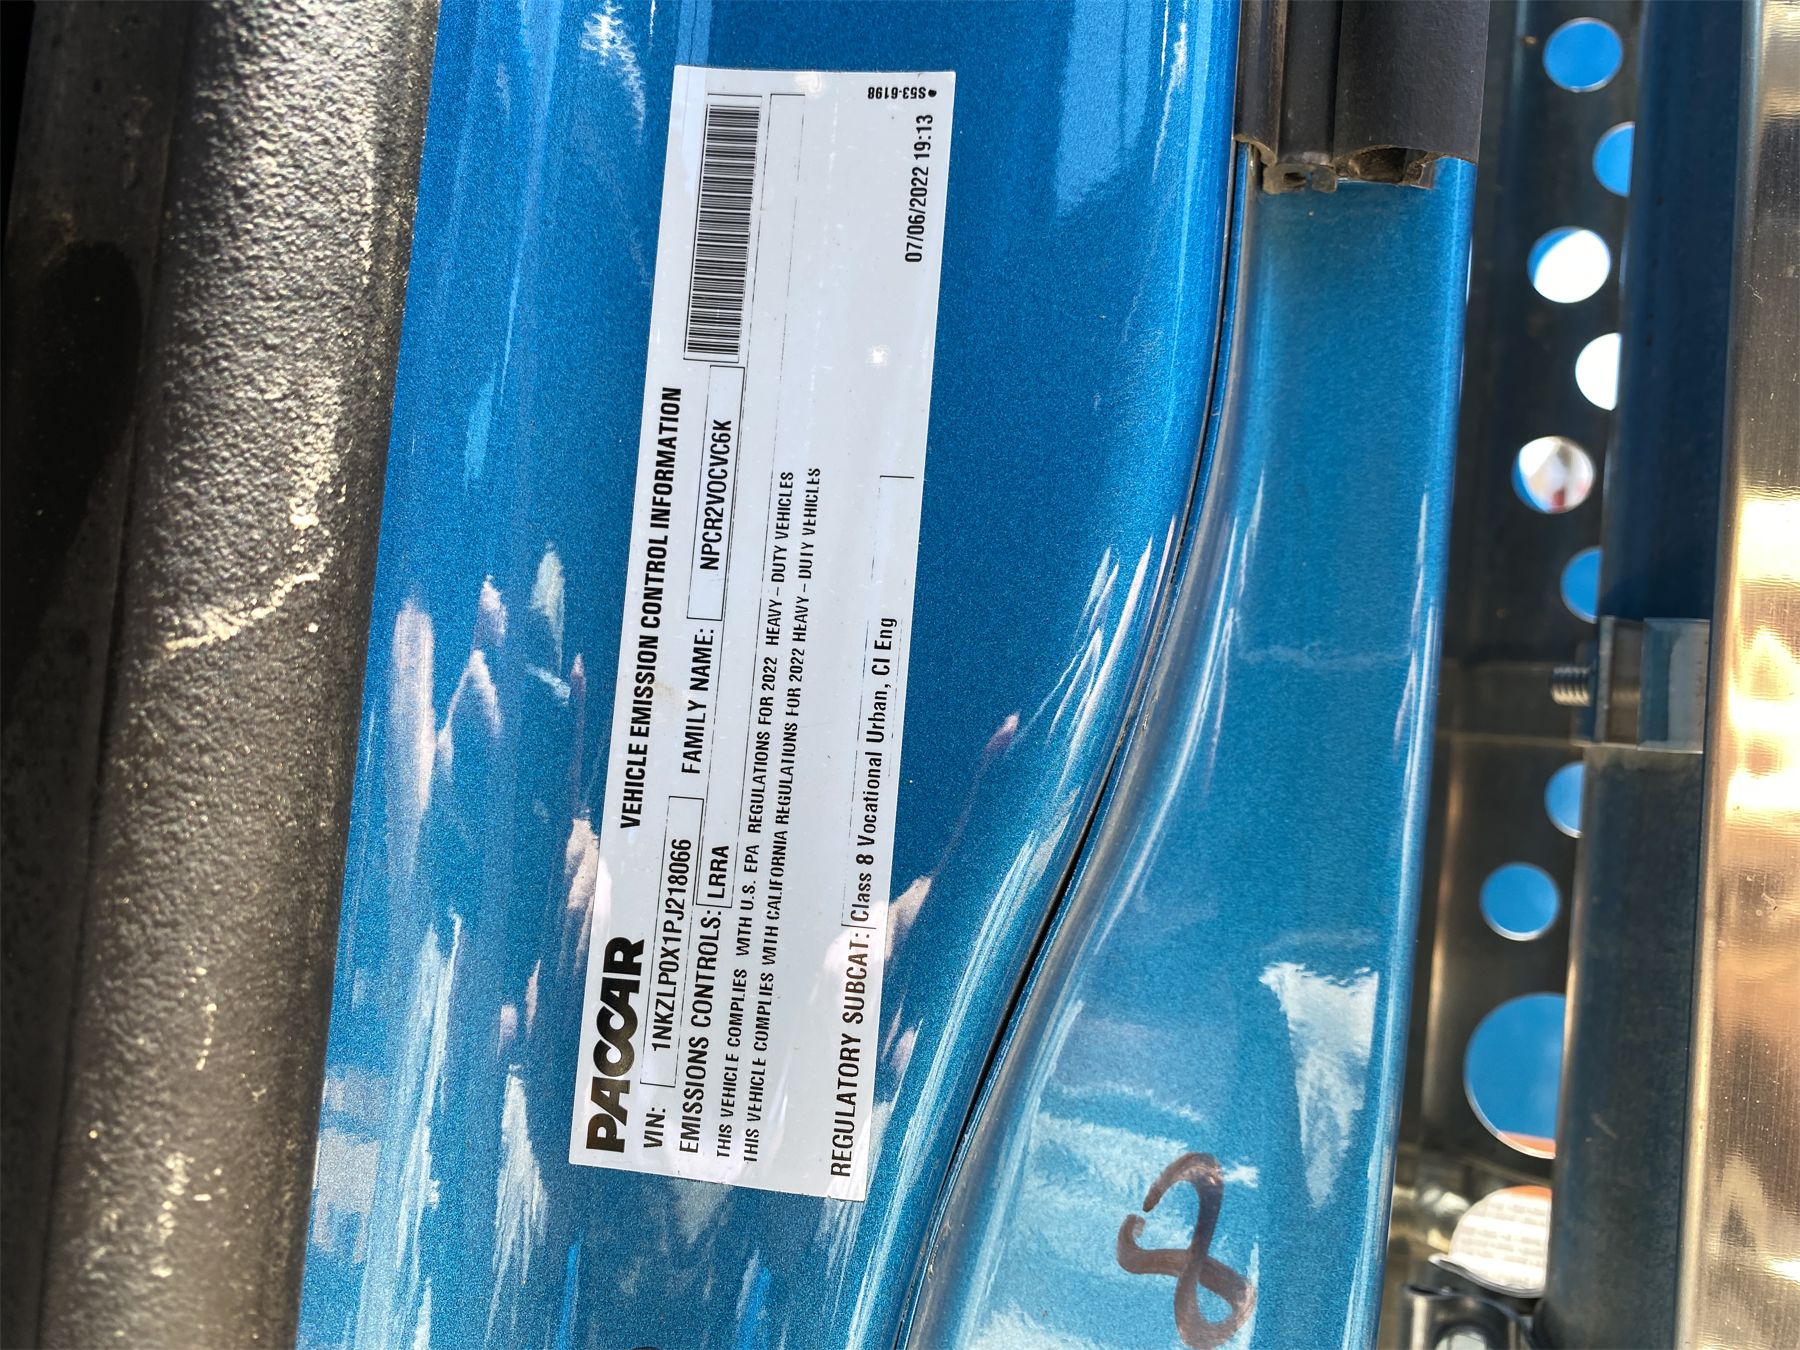 PACCAR
VEHICLE EMISSION CONTROL INFORMATION
VIN: 1NKZLP0X1PJ218066 FAMILY NAME: NPCR2VOCVC6K
EMISSIONS CONTROLS: LRRA
THIS VEHICLE COMPLIES WITH U.S. EPA REGULATIONS FOR 2022 HEAVY - DUTY VEHICLES
THIS VEHICLE COMPLIES WITH CALIFORNIA REGULATIONS FOR 2022 HEAVY - DUTY VEHICLES
REGULATORY SUBCAT: Class 8 Vocational Urban, CI Eng
07/06/2022 19:13
S53-6198
8